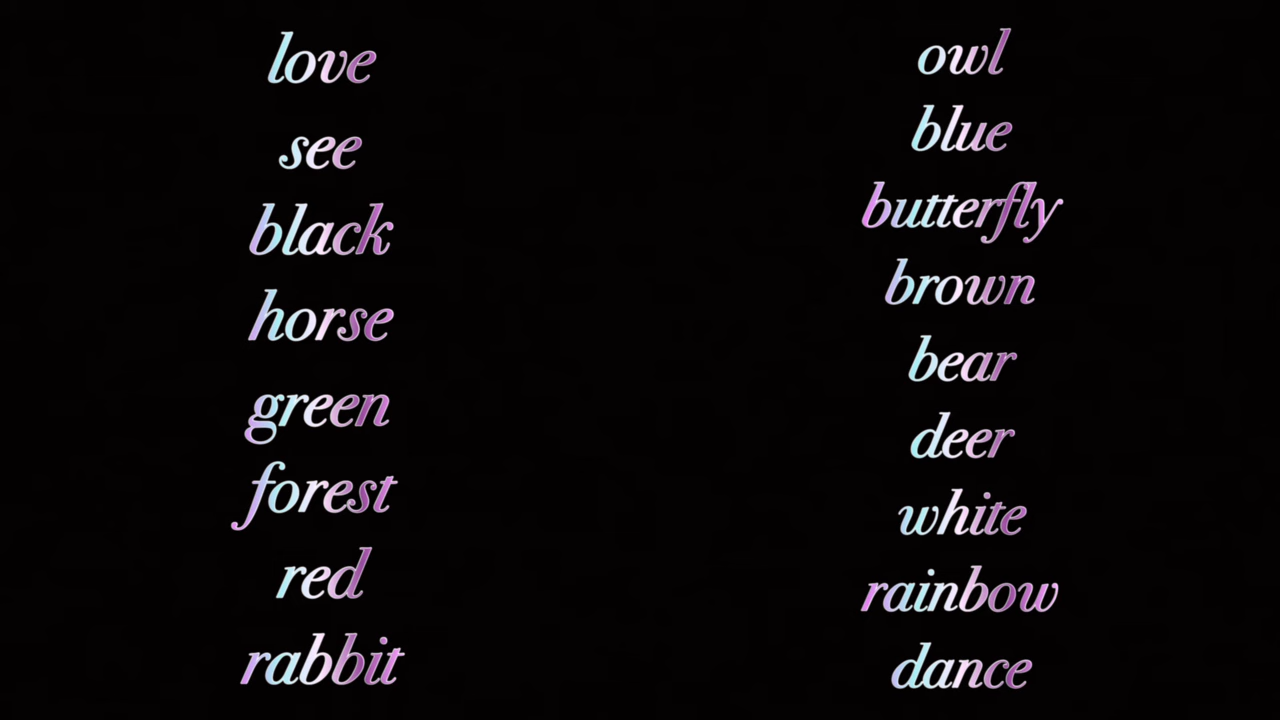 love
see
black
horse
green
forest
red
rabbit
owl
blue
butterfly
brown
bear
deer
white
rainbow
dance